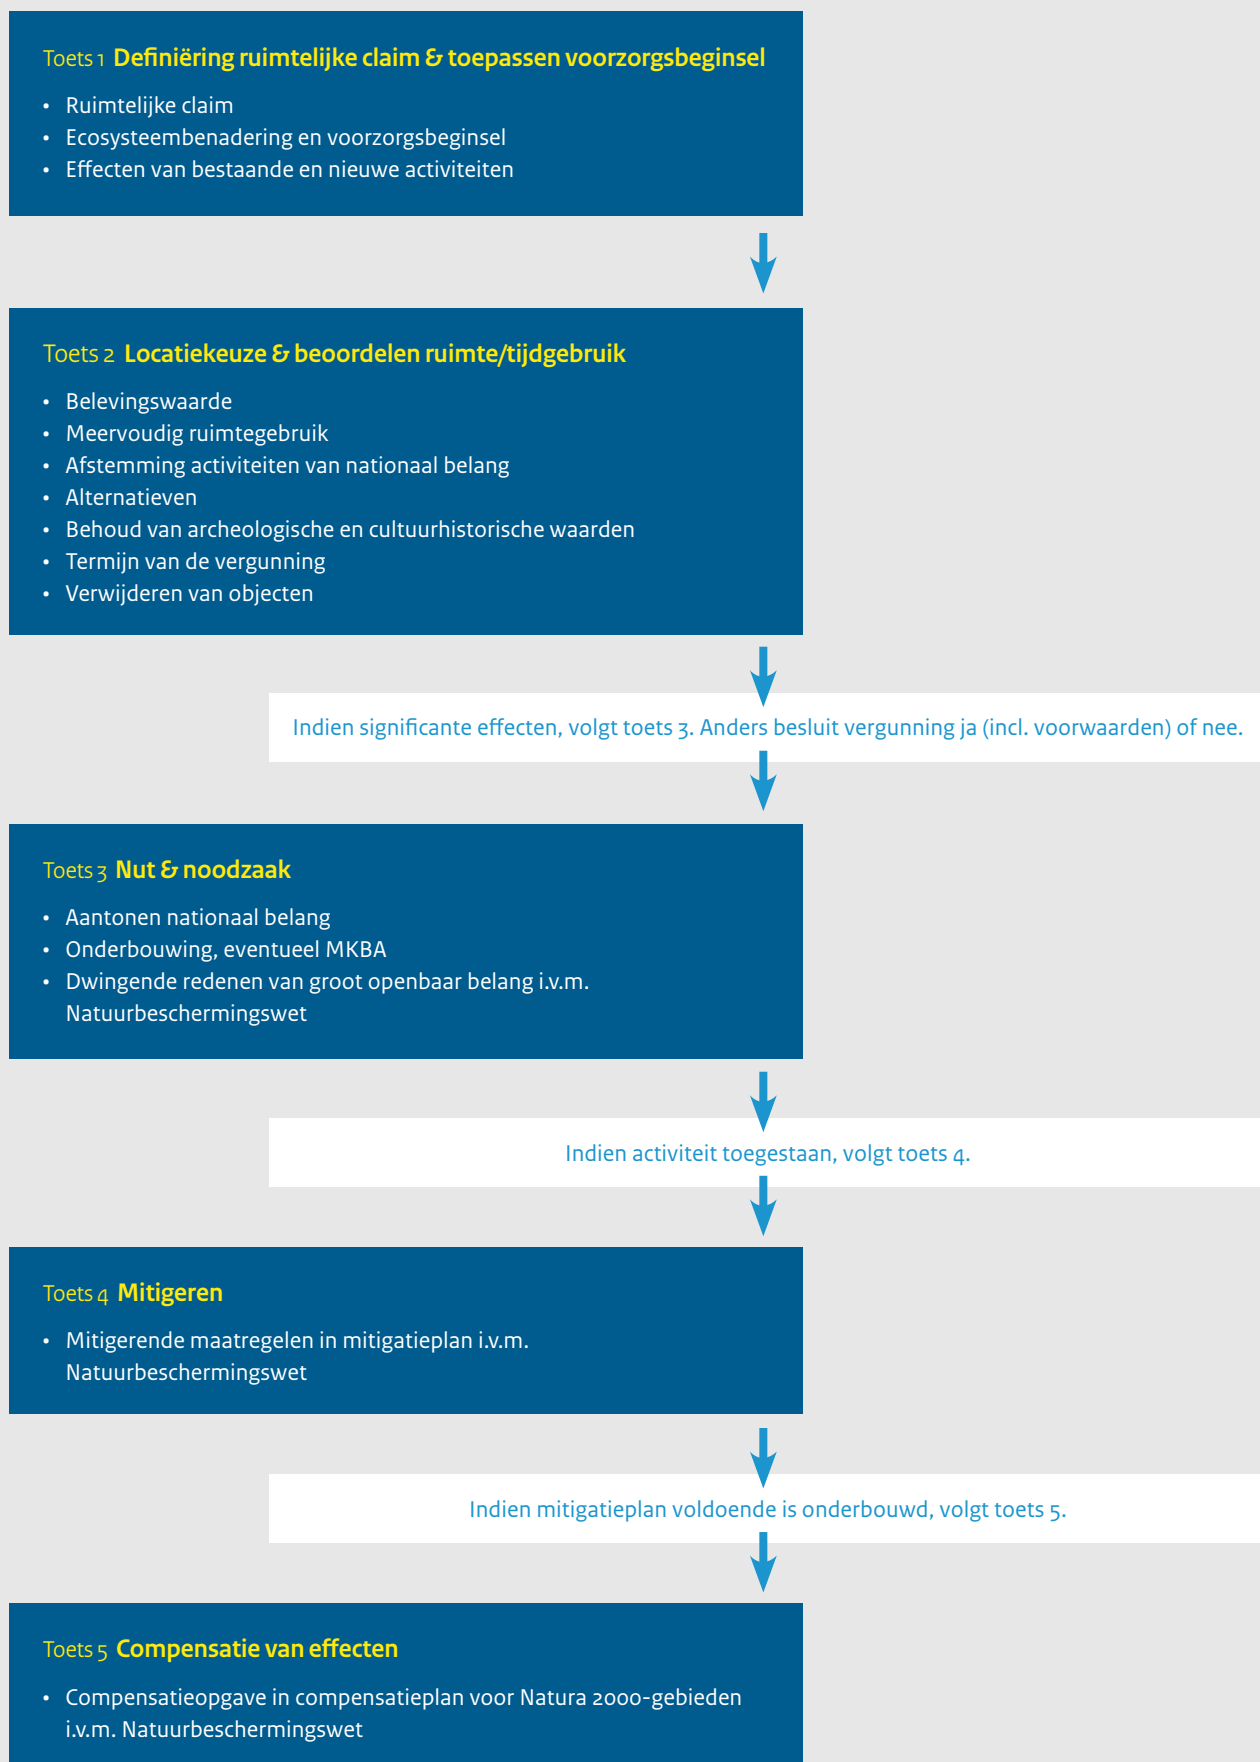 Toets 1 Definiëring ruimtelijke claim & toepassen voorzorgsbeginsel
• Ruimtelijke claim
• Ecosysteembenadering en voorzorgsbeginsel
• Effecten van bestaande en nieuwe activiteiten
Toets 2 Locatiekeuze & beoordelen ruimte/tijdgebruik
• Belevingswaarde
• Meervoudig ruimtegebruik
• Afstemming activiteiten van nationaal belang
• Alternatieven
• Behoud van archeologische en cultuurhistorische waarden
• Termijn van de vergunning
• Verwijderen van objecten
Indien significante effecten, volgt toets 3. Anders besluit vergunning ja (incl. voorwaarden) of nee.
Toets 3 Nut & noodzaak
• Aantonen nationaal belang
• Onderbouwing, eventueel MKBA
• Dwingende redenen van groot openbaar belang i.v.m.
Natuurbeschermingswet
Indien activiteit toegestaan, volgt toets 4.
Toets 4 Mitigeren
• Mitigerende maatregelen in mitigatieplan i.v.m.
Natuurbeschermingswet
Indien mitigatieplan voldoende is onderbouwd, volgt toets 5.
Toets 5 Compensatie van effecten
• Compensatieopgave in compensatieplan voor Natura 2000-gebieden
i.v.m. Natuurbeschermingswet